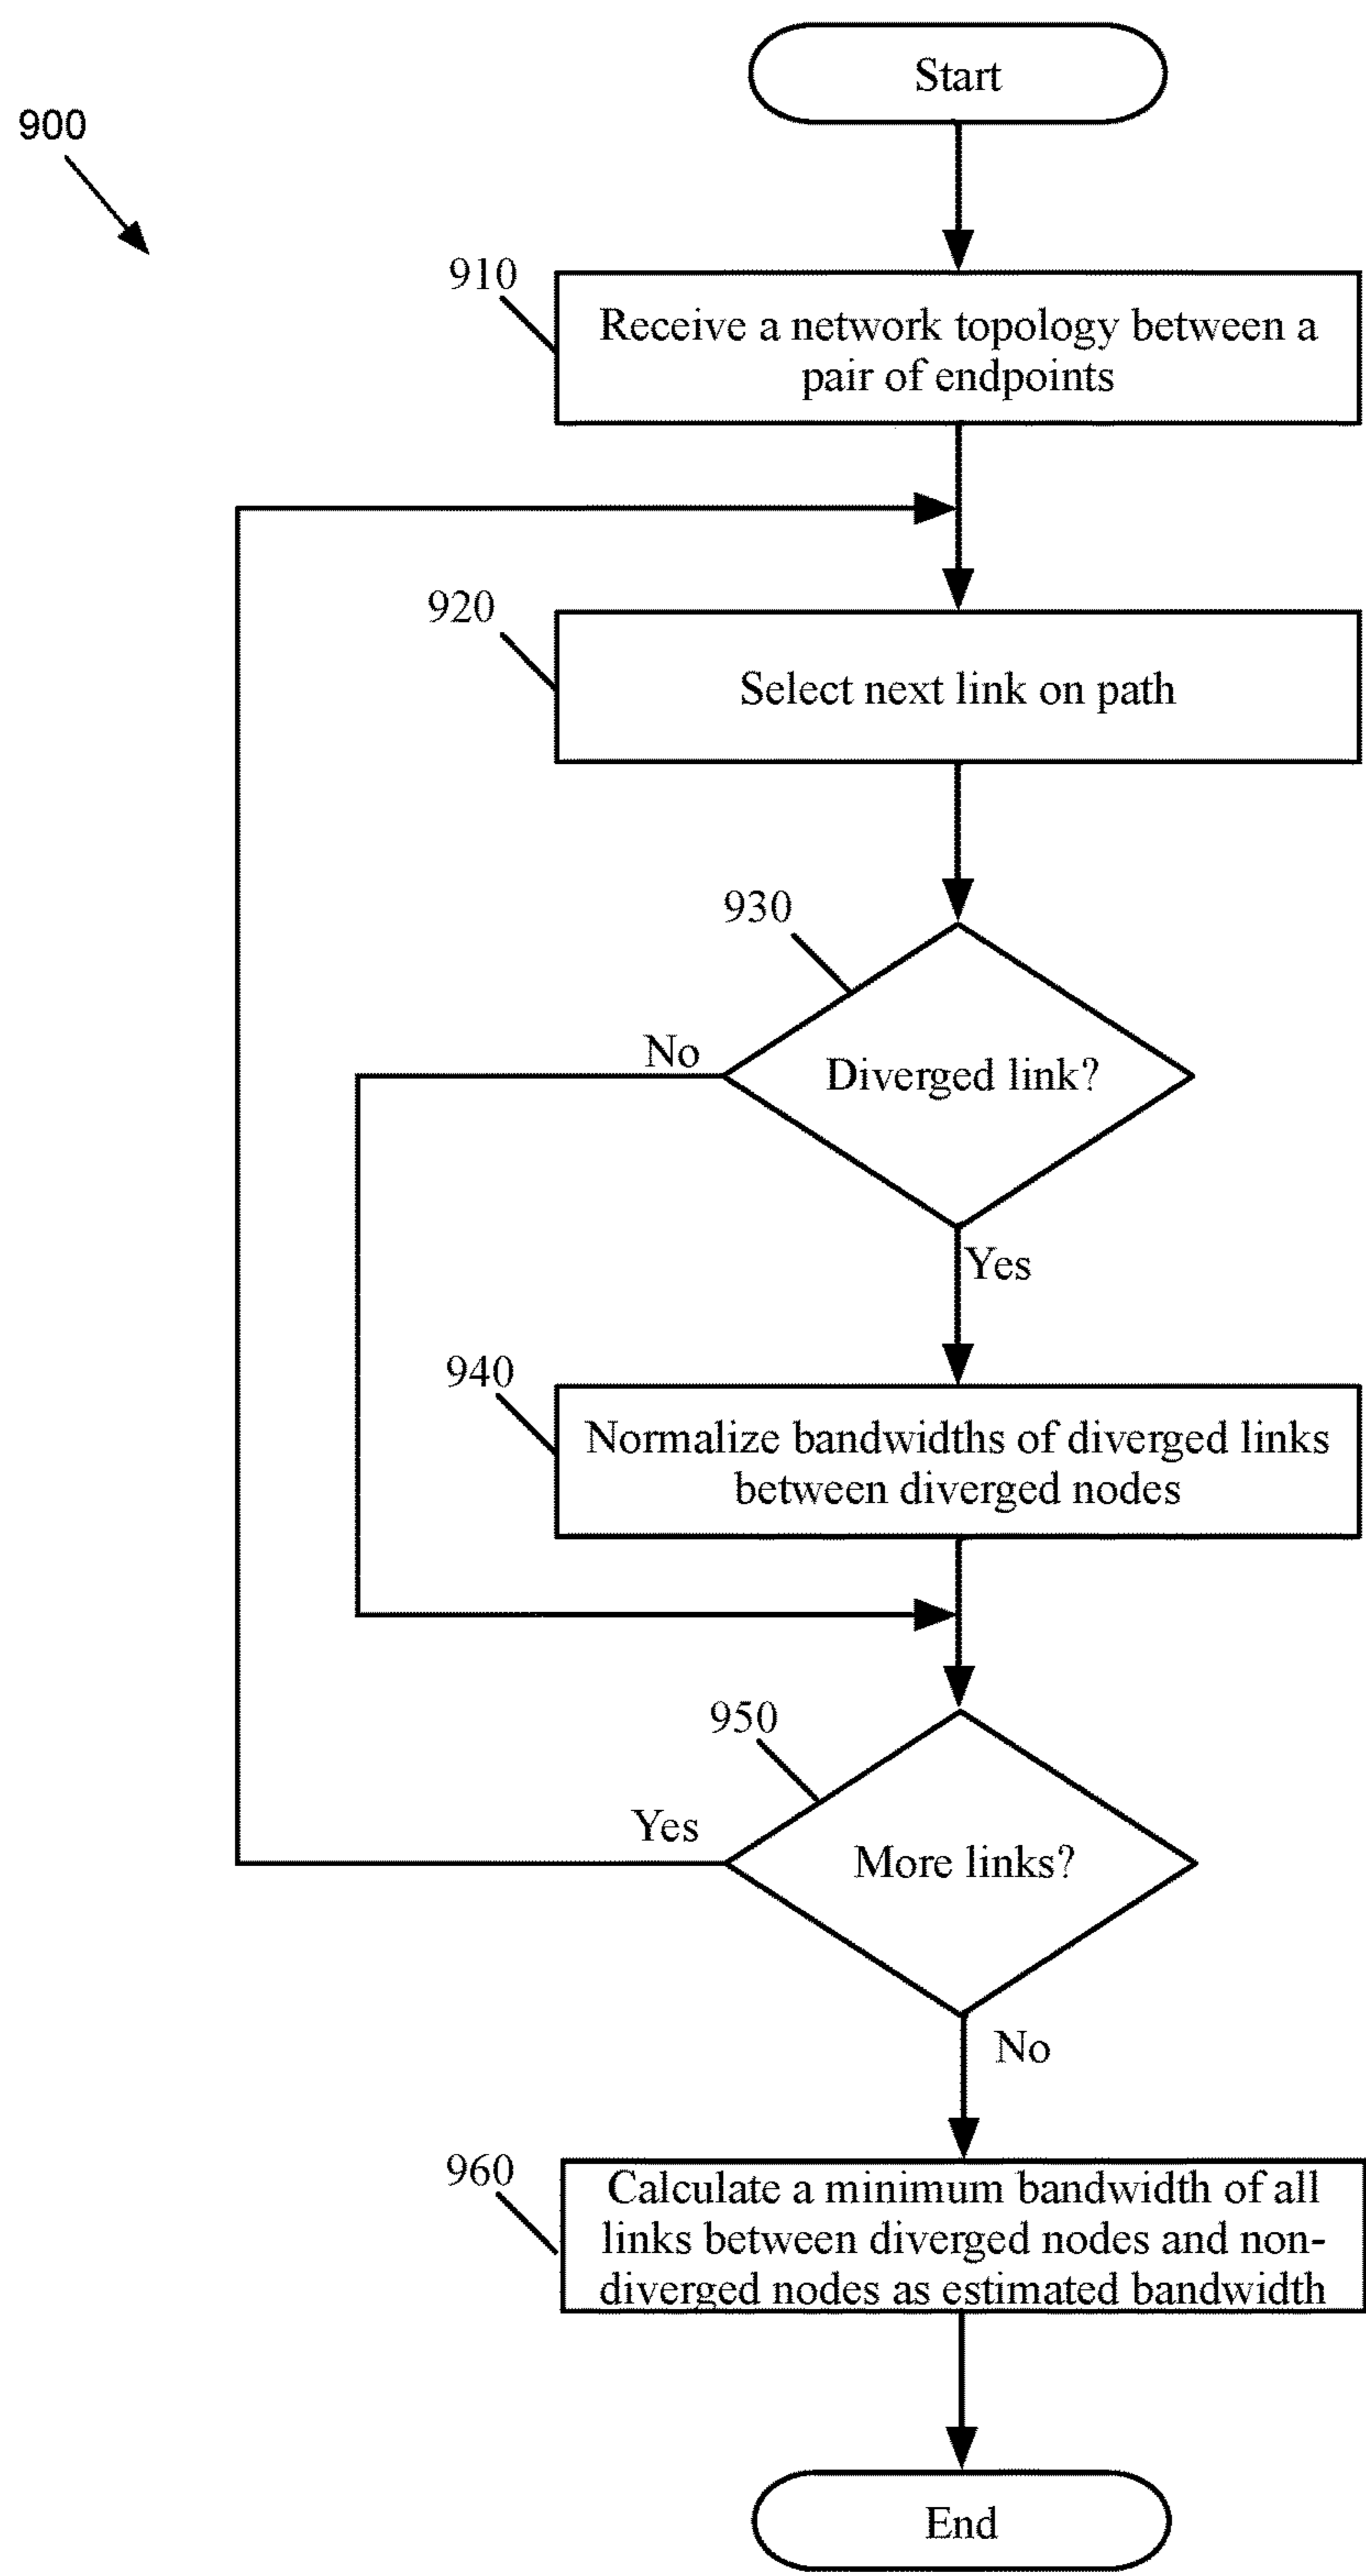 Start
900
910
Receive a network topology between a
pair of endpoints
920
Select next link on path
930
No
Diverged link?
Yes
940
Normalize bandwidths of diverged links
between diverged nodes
950
Yes
More links?
No
960
Calculate a minimum bandwidth of all
links between diverged nodes and non-
diverged nodes as estimated bandwidth
End